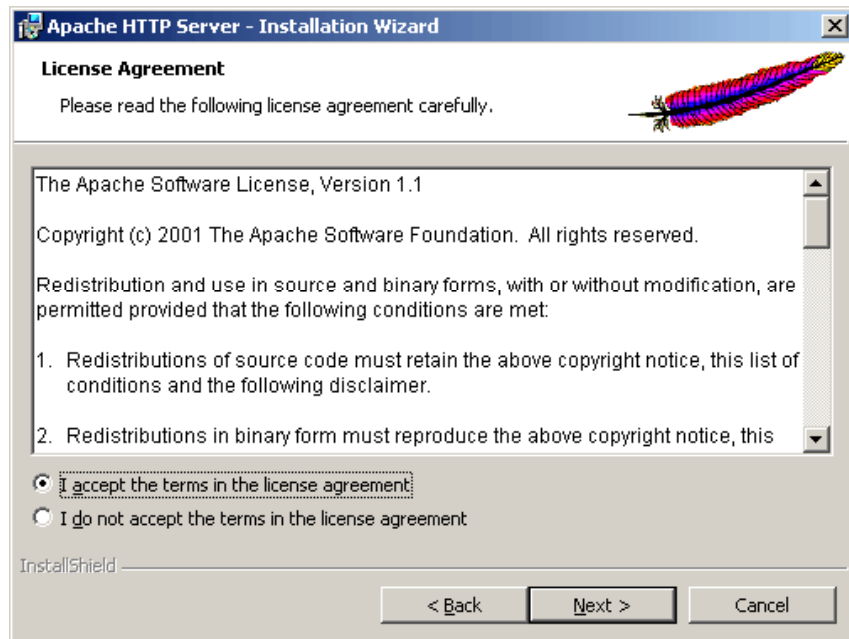 Apache HTTP Server - Installation Wizard
License Agreement
Please read the following license agreement carefully.
The Apache Software License, Version 1.1
Copyright (c) 2001 The Apache Software Foundation.  All rights reserved.
Redistribution and use in source and binary forms, with or without modification, are
permitted provided that the following conditions are met:
1.  Redistributions of source code must retain the above copyright notice, this list of
conditions and the following disclaimer.
2.  Redistributions in binary form must reproduce the above copyright notice, this
I accept the terms in the license agreement
I do not accept the terms in the license agreement
InstallShield
< Back
Next >
Cancel